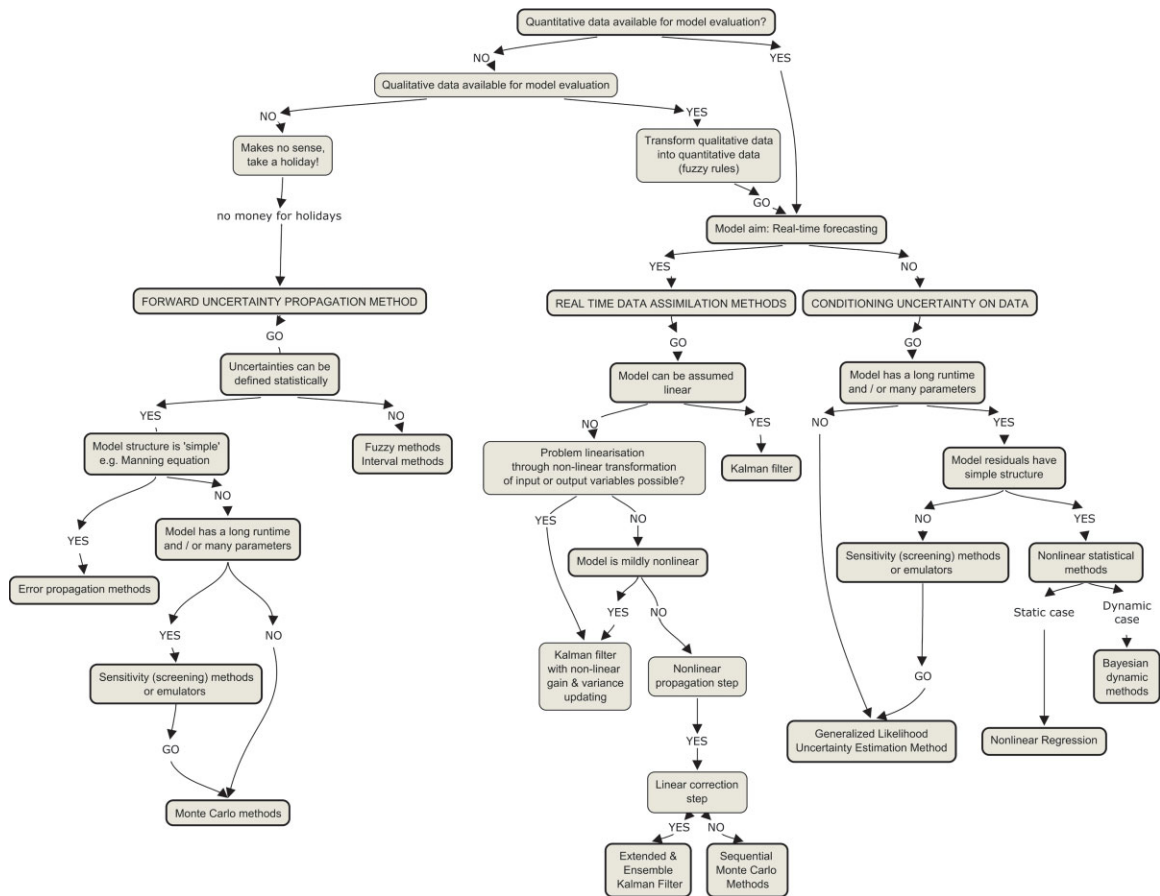 Quantitative data available for model evaluation?
NO
YES
Qualitative data available for model evaluation
NO
YES
Makes no sense,
take a holiday!
Transform qualitative data
into quantitative data
(fuzzy rules)
GO
no money for holidays
Model aim: Real-time forecasting
YES
NO
FORWARD UNCERTAINTY PROPAGATION METHOD
REAL TIME DATA ASSIMILATION METHODS
CONDITIONING UNCERTAINTY ON DATA
GO
GO
GO
Uncertainties can be
defined statistically
Model can be assumed
linear
Model has a long runtime
and / or many parameters
YES
NO
NO
YES
NO
YES
Model structure is 'simple'
e.g. Manning equation
Fuzzy methods
Interval methods
Problem linearisation
through non-linear transformation
of input or output variables possible?
Kalman filter
Model residuals have
simple structure
NO
YES
YES
NO
NO
YES
Model has a long runtime
and / or many parameters
Model is mildly nonlinear
Sensitivity (screening) methods
or emulators
Nonlinear statistical
methods
Error propagation methods
YES
NO
YES
NO
Static case
Dynamic
case
Sensitivity (screening) methods
or emulators
Kalman filter
with non-linear
gain & variance
updating
Nonlinear
propagation step
GO
Bayesian
dynamic
methods
GO
YES
Generalized Likelihood
Uncertainty Estimation Method
Nonlinear Regression
Monte Carlo methods
Linear correction
step
YES
NO
Extended &
Ensemble
Kalman Filter
Sequential
Monte Carlo
Methods